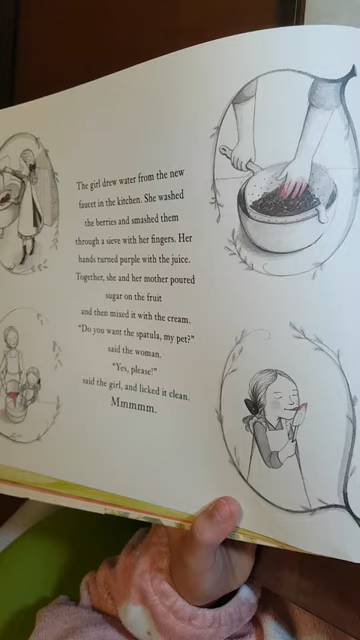 The girl drew water from the new
faucet in the kitchen. She washed
the berries and smashed them
through a sieve with her fingers. Her
hands turned purple with the juice.
Together, she and her mother poured
sugar on the fruit
and then mixed it with the cream.
"Do you want the spatula, my pet?"
said the woman.
"Yes, please!"
said the girl, and licked it clean.
Mmmmm.